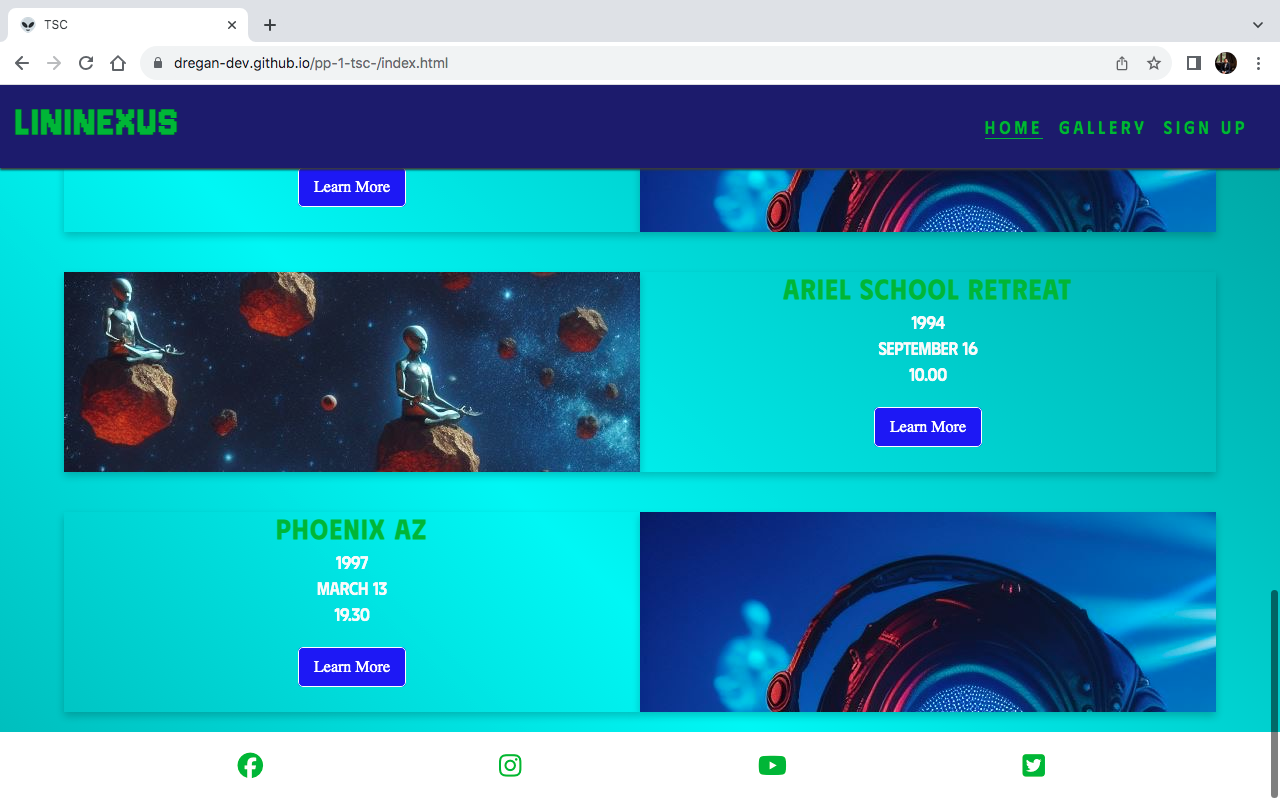 TSC
dregan-dev.github.io/pp-1-tsc-/index.html
LININEXUS
HOME GALLERY SIGN UP
Learn More
ARIEL SCHOOL RETREAT
1994
SEPTEMBER 16
10.00
Learn More
PHOENIX AZ
1997
MARCH 13
19.30
Learn More